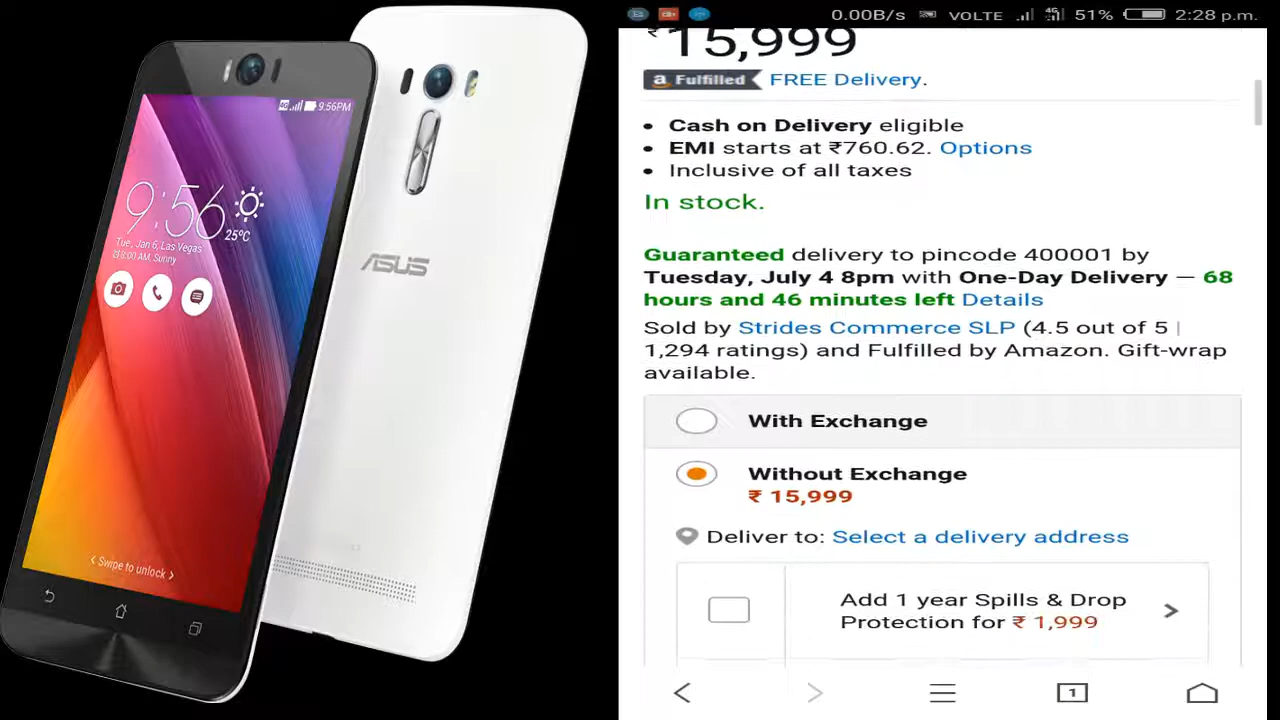 9:56PM
9:56
25°C
Tue, Jan 6, Las Vegas
Sunny
< Swipe to unlock >
ASUS
0.00B/s VOLTE 4G 51% 2:28 p.m.
₹15,999
a Fulfilled FREE Delivery.
• Cash on Delivery eligible
• EMI starts at ₹760.62. Options
• Inclusive of all taxes
In stock.
Guaranteed delivery to pincode 400001 by
Tuesday, July 4 8pm with One-Day Delivery — 68
hours and 46 minutes left Details
Sold by Strides Commerce SLP (4.5 out of 5 |
1,294 ratings) and Fulfilled by Amazon. Gift-wrap
available.
With Exchange
Without Exchange
₹ 15,999
Deliver to: Select a delivery address
Add 1 year Spills & Drop
Protection for ₹ 1,999
1